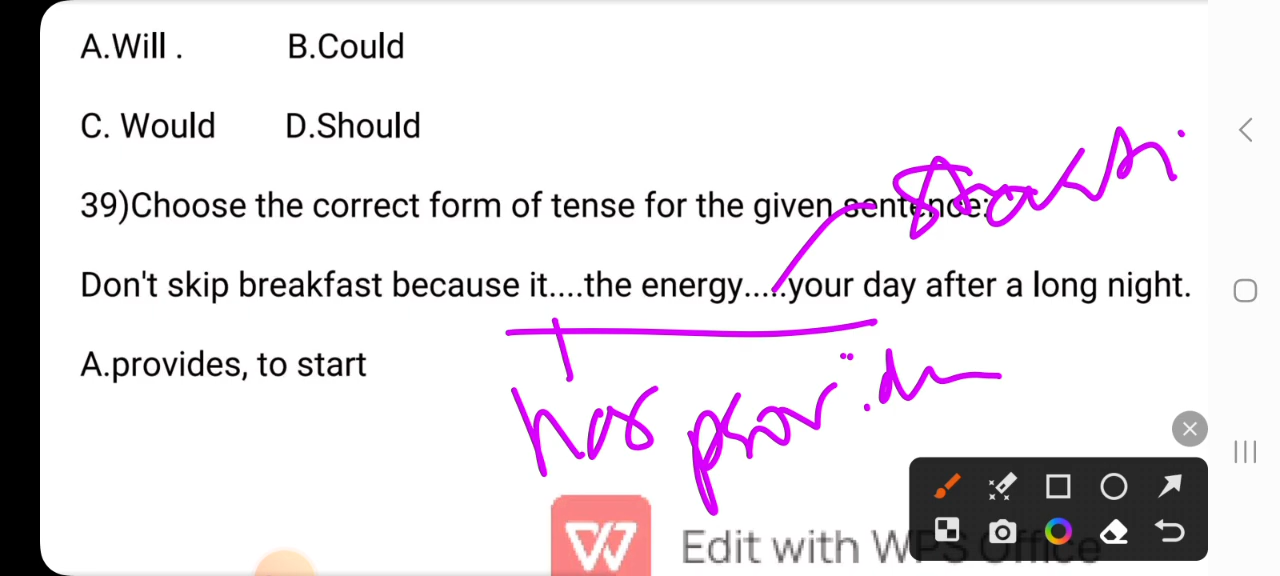 A.Will . B.Could
C. Would D.Should
39)Choose the correct form of tense for the given sentence:
Don't skip breakfast because it....the energy.....your day after a long night.
A.provides, to start
has
Edit with WPS Office